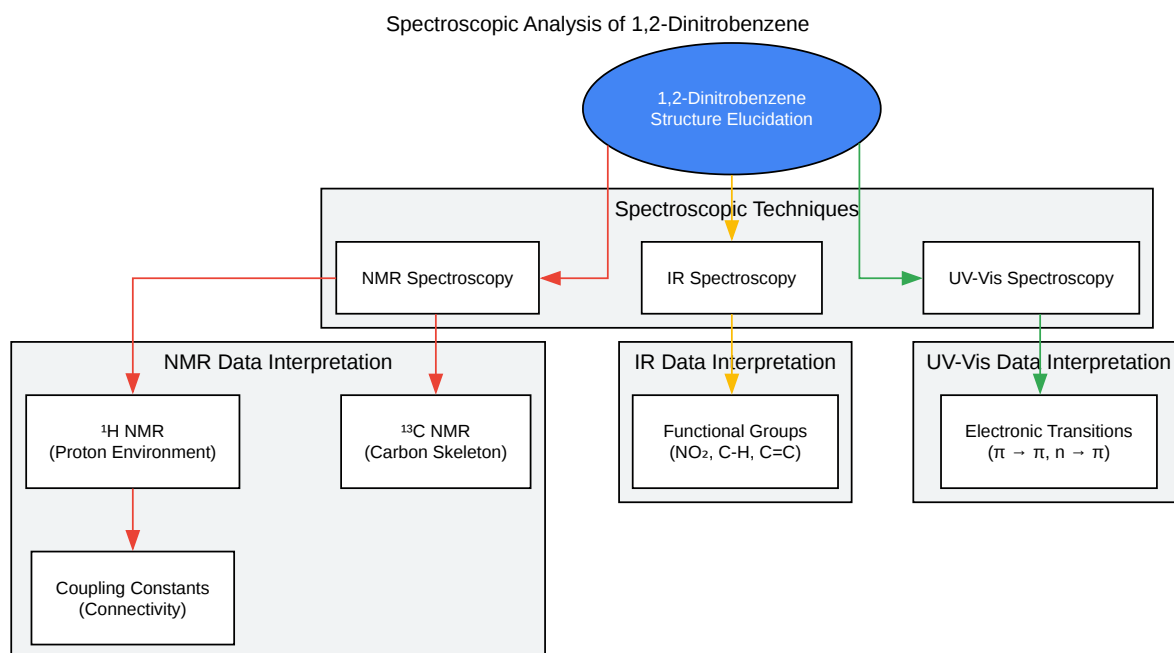 Spectroscopic Analysis of 1,2-Dinitrobenzene
1,2-Dinitrobenzene
Structure Elucidation
Spectroscopic Techniques
NMR Spectroscopy
IR Spectroscopy
UV-Vis Spectroscopy
NMR Data Interpretation
IR Data Interpretation
UV-Vis Data Interpretation
¹H NMR
(Proton Environment)
¹³C NMR
(Carbon Skeleton)
Functional Groups
(NO₂, C-H, C=C)
Electronic Transitions
(π → π, n → π)
Coupling Constants
(Connectivity)